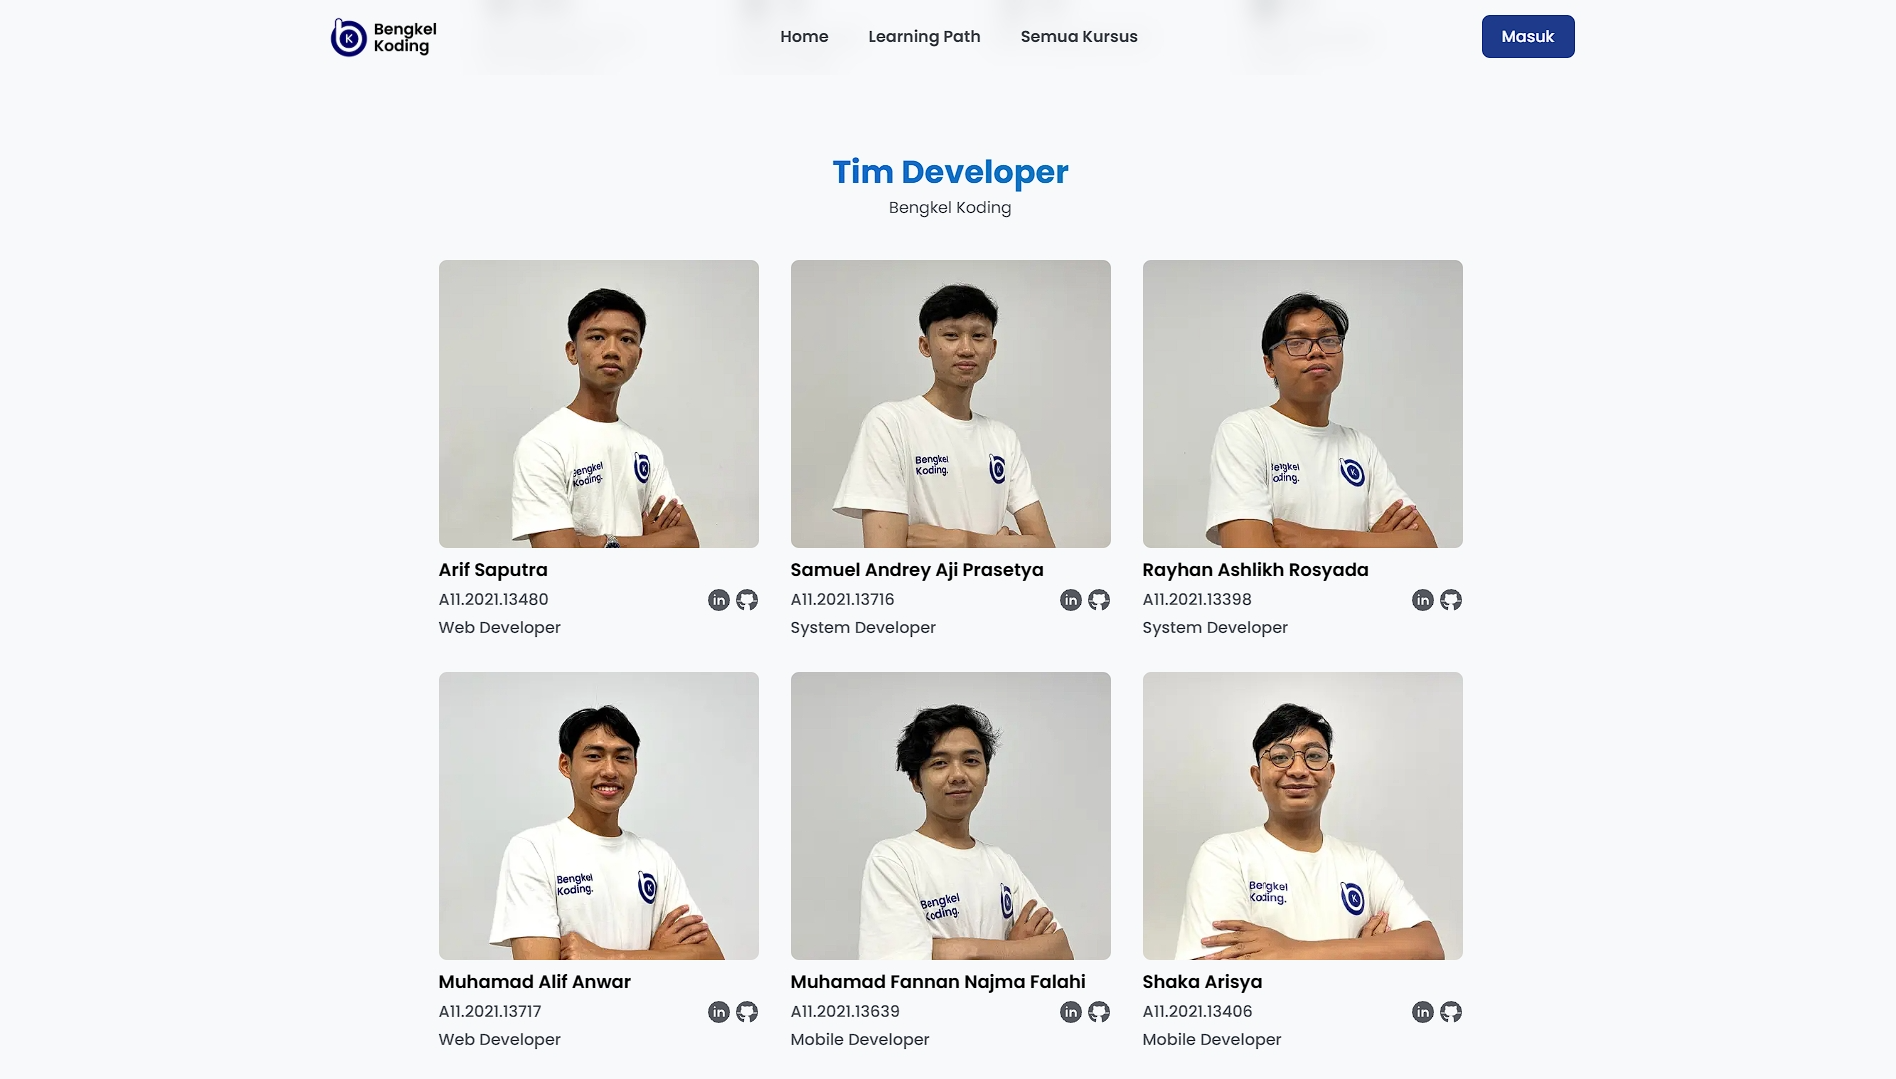 Bengkel
Koding
Home
Learning Path
Semua Kursus
Masuk
Tim Developer
Bengkel Koding
Bengkel
Koding.
Bengkel
Koding.
Bengkel
Koding.
Arif Saputra
A11.2021.13480
Web Developer
Samuel Andrey Aji Prasetya
A11.2021.13716
System Developer
Rayhan Ashlikh Rosyada
A11.2021.13398
System Developer
Bengkel
Koding.
Bengkel
Koding.
Bengkel
Koding.
Muhamad Alif Anwar
A11.2021.13717
Web Developer
Muhamad Fannan Najma Falahi
A11.2021.13639
Mobile Developer
Shaka Arisya
A11.2021.13406
Mobile Developer